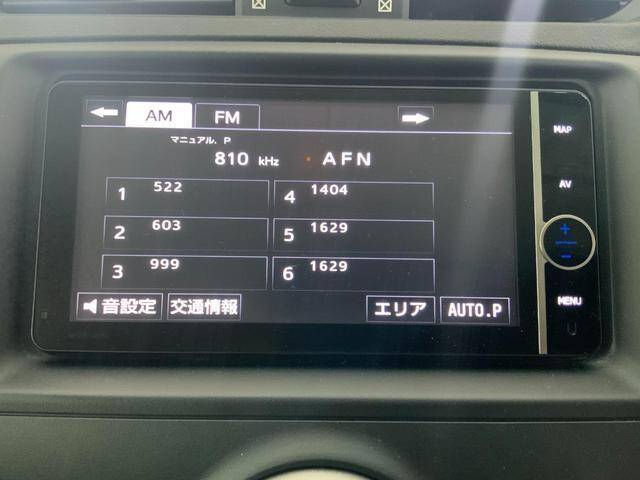 AM FM
マニュアル.P
810 kHz AFN
1 522
4 1404
2 603
5 1629
3 999
6 1629
音設定 交通情報 エリア AUTO.P
MAP
AV
MENU